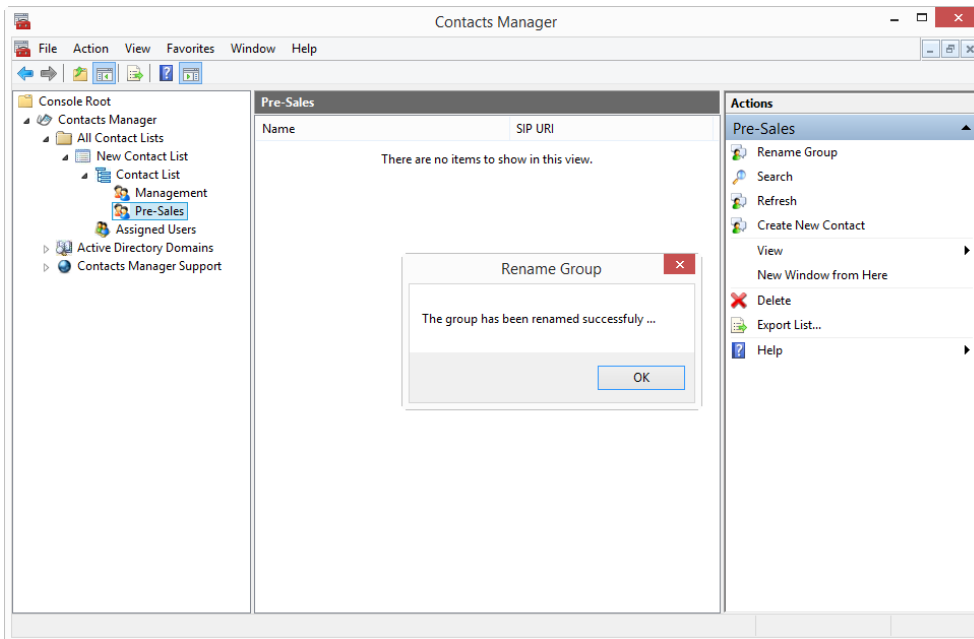 Contacts Manager
File Action View Favorites Window Help
Console Root
Contacts Manager
All Contact Lists
New Contact List
Contact List
Management
Pre-Sales
Assigned Users
Active Directory Domains
Contacts Manager Support
Pre-Sales
Name SIP URI
There are no items to show in this view.
Rename Group
The group has been renamed successfuly ...
OK
Actions
Pre-Sales
Rename Group
Search
Refresh
Create New Contact
View
New Window from Here
Delete
Export List...
Help